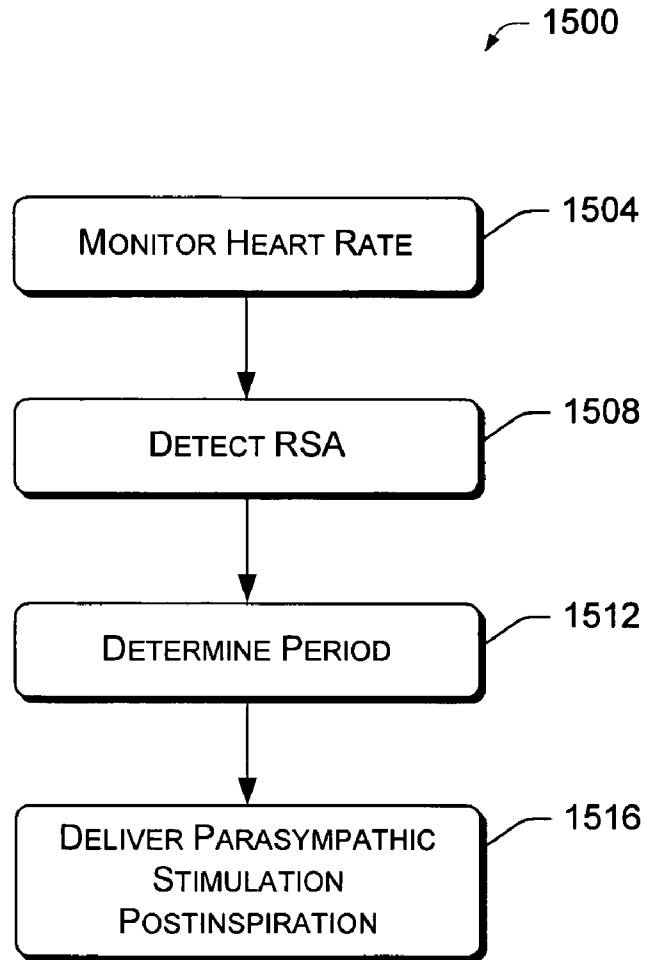 1500
MONITOR HEART RATE
1504
DETECT RSA
1508
DETERMINE PERIOD
1512
DELIVER PARASYMPATHIC
STIMULATION
POSTINSPIRATION
1516